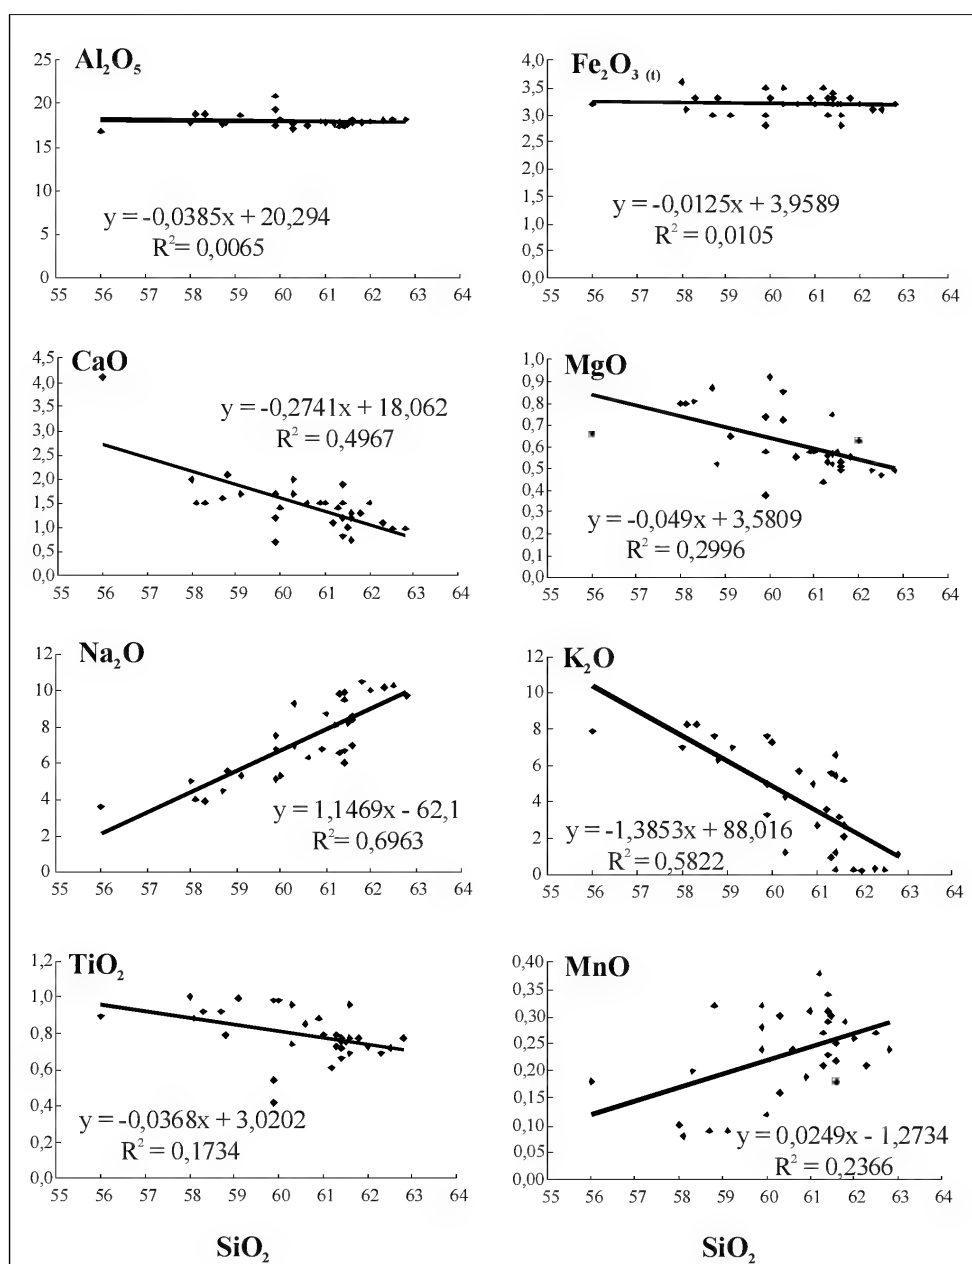 Al₂O₅
25
20
15
10
5
0
55 56 57 58 59 60 61 62 63 64
y = -0,0385x + 20,294
R² = 0,0065
Fe₂O₃ (t)
4,0
3,5
3,0
2,5
2,0
1,5
1,0
0,5
0,0
55 56 57 58 59 60 61 62 63 64
y = -0,0125x + 3,9589
R² = 0,0105
CaO
4,5
4,0
3,5
3,0
2,5
2,0
1,5
1,0
0,5
0,0
55 56 57 58 59 60 61 62 63 64
y = -0,2741x + 18,062
R² = 0,4967
MgO
1,0
0,9
0,8
0,7
0,6
0,5
0,4
0,3
0,2
0,1
0,0
55 56 57 58 59 60 61 62 63 64
y = -0,049x + 3,5809
R² = 0,2996
Na₂O
12
10
8
6
4
2
0
55 56 57 58 59 60 61 62 63 64
y = 1,1469x - 62,1
R² = 0,6963
K₂O
12
10
8
6
4
2
0
55 56 57 58 59 60 61 62 63 64
y = -1,3853x + 88,016
R² = 0,5822
TiO₂
1,2
1,0
0,8
0,6
0,4
0,2
0,0
55 56 57 58 59 60 61 62 63 64
y = -0,0368x + 3,0202
R² = 0,1734
MnO
0,40
0,35
0,30
0,25
0,20
0,15
0,10
0,05
0,00
55 56 57 58 59 60 61 62 63 64
y = 0,0249x - 1,2734
R² = 0,2366
SiO₂
SiO₂